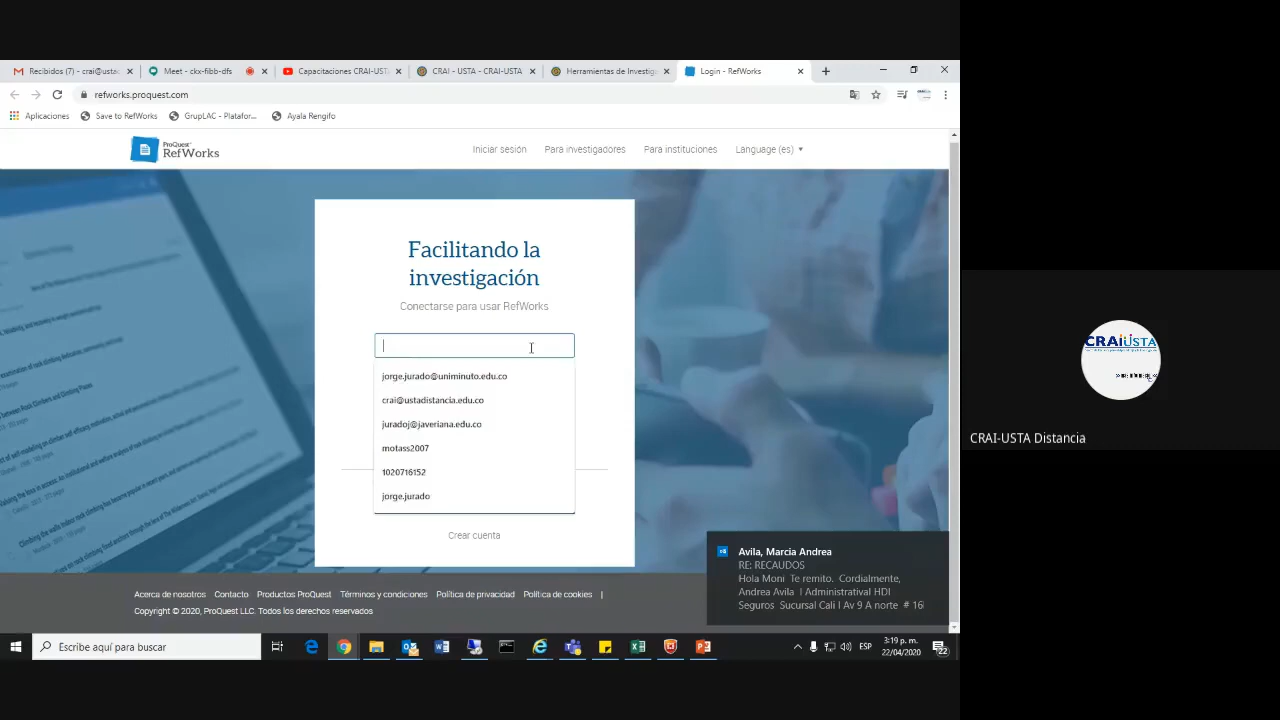 Recibidos (7) - crai@ustad
Meet - ckx-fibb-dfs
Capacitaciones CRAI-UST
CRAI - USTA - CRAI-USTA
Herramientas de Investig
Login - RefWorks
refworks.proquest.com
Aplicaciones
Save to RefWorks
GrupLAC - Platafor...
Ayala Rengifo
ProQuest
RefWorks
Iniciar sesión
Para investigadores
Para instituciones
Language (es)
Facilitando la
investigación
Conectarse para usar RefWorks
jorge.jurado@uniminuto.edu.co
crai@ustadistancia.edu.co
juradoj@javeriana.edu.co
motass2007
1020716152
jorge.jurado
Crear cuenta
Avila, Marcia Andrea
RE: RECAUDOS
Hola Moni Te remito. Cordialmente,
Andrea Avila I Administratival HDI
Seguros Sucursal Cali I Av 9 A norte # 16
Acerca de nosotros Contacto Productos ProQuest Términos y condiciones Política de privacidad Política de cookies |
Copyright © 2020, ProQuest LLC. Todos los derechos reservados
Escribe aquí para buscar
ESP
3:19 p. m.
22/04/2020
22
CRAIUSTA
CRAI-USTA Distancia